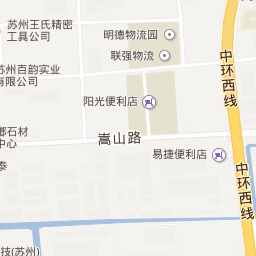 苏州王氏精密
工具公司
明德物流园
联强物流
中环西线
苏州百韵实业
有限公司
阳光便利店
嵩山路
石材
中心
易捷便利店
泰
中环西线
技(苏州)